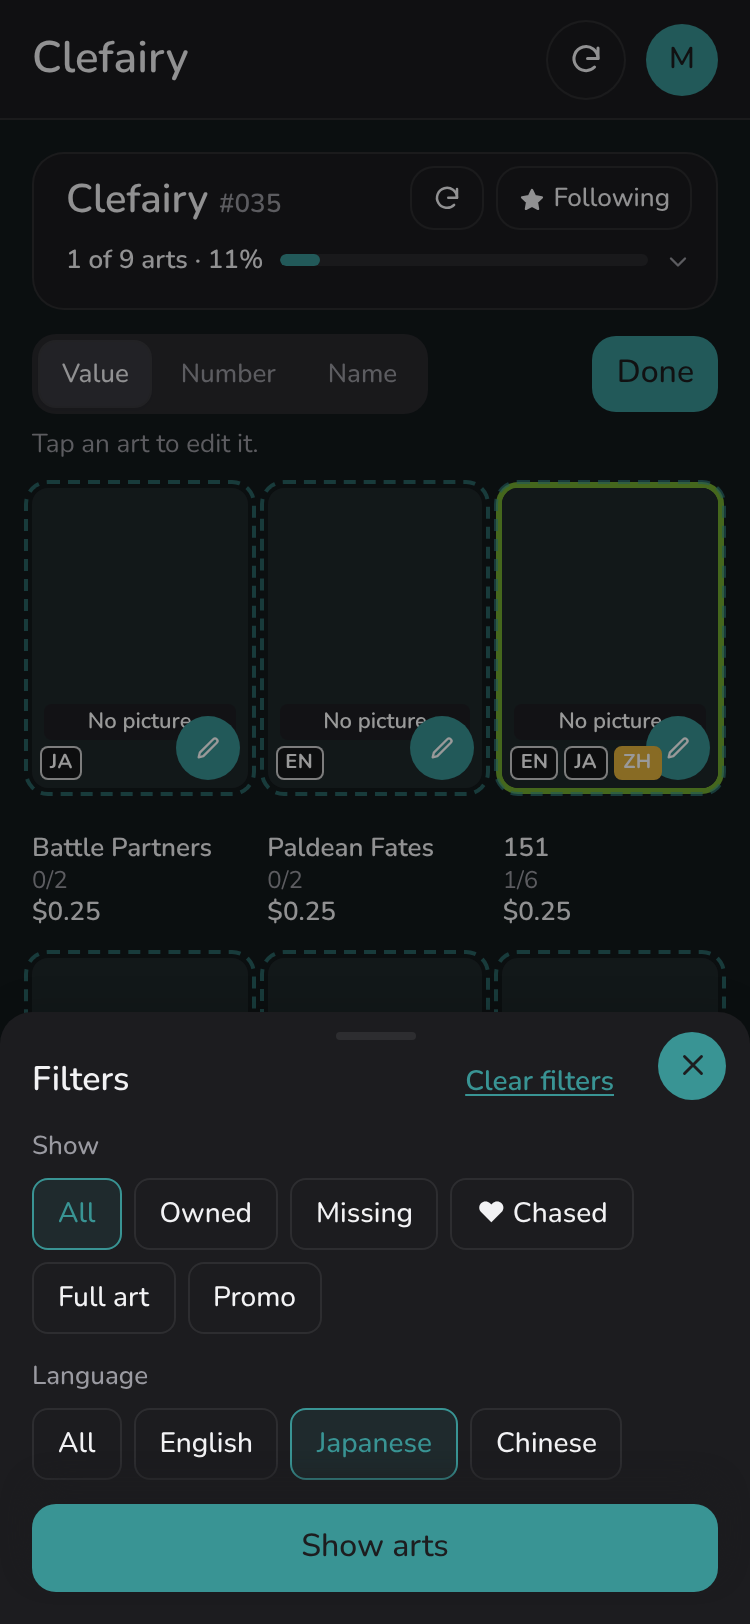 Clefairy
M
Clefairy #035
Following
1 of 9 arts · 11%
Value
Number
Name
Done
Tap an art to edit it.
No picture
No picture
No picture
JA
EN
EN JA ZH
Battle Partners
Paldean Fates
151
0/2
0/2
1/6
$0.25
$0.25
$0.25
Filters
Clear filters
Show
All
Owned
Missing
Chased
Full art
Promo
Language
All
English
Japanese
Chinese
Show arts